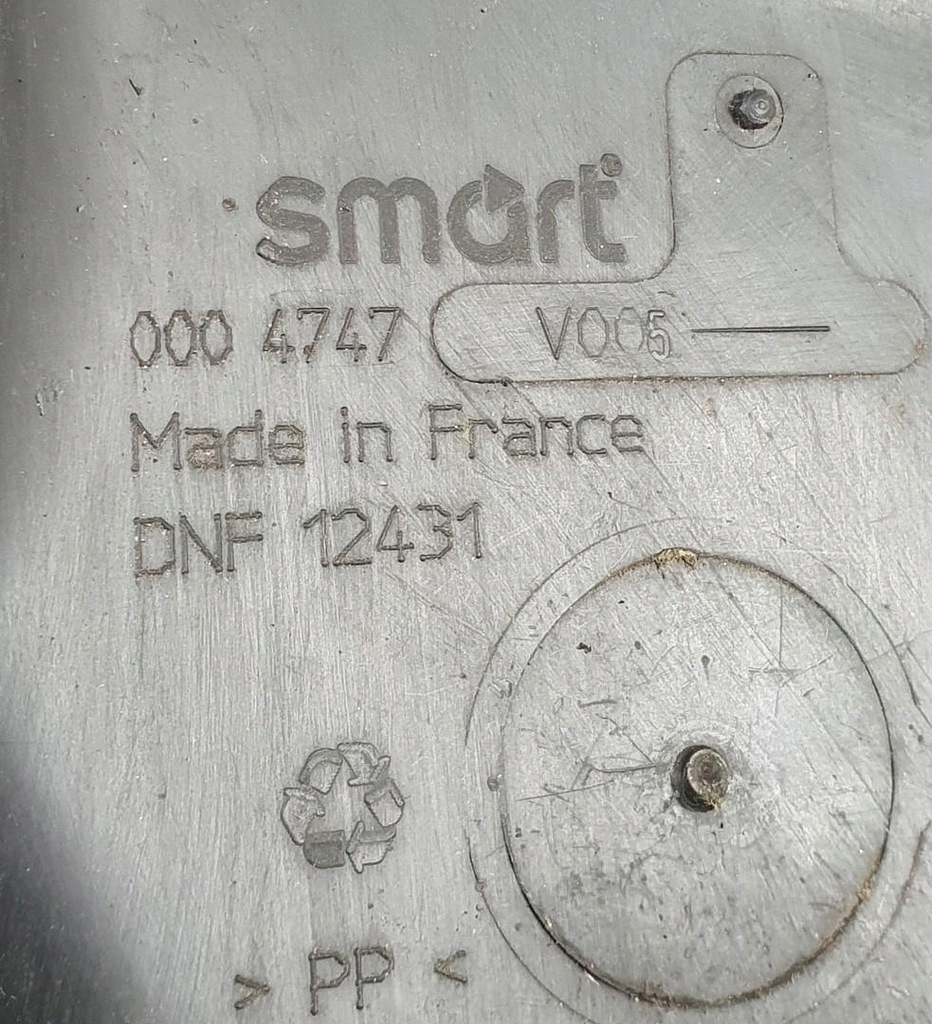 smart
000 4747 V005
Made in France
DNF 12431
> PP <